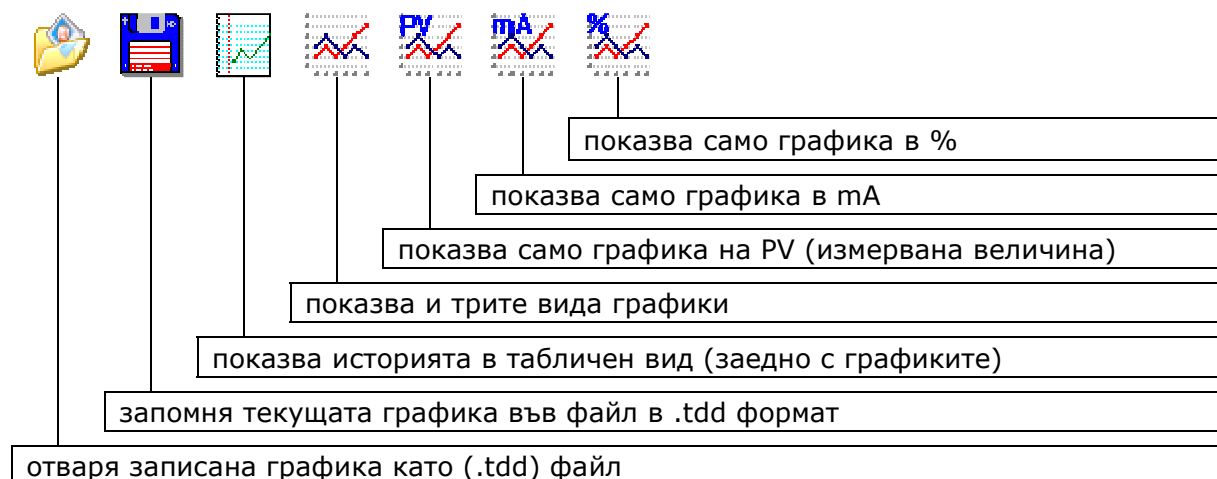 PV mA %
показва само графика в %
показва само графика в mA
показва само графика на PV (измервана величина)
показва и трите вида графики
показва историята в табличен вид (заедно с графиките)
запомня текущата графика във файл в .tdd формат
отваря записана графика като (.tdd) файл